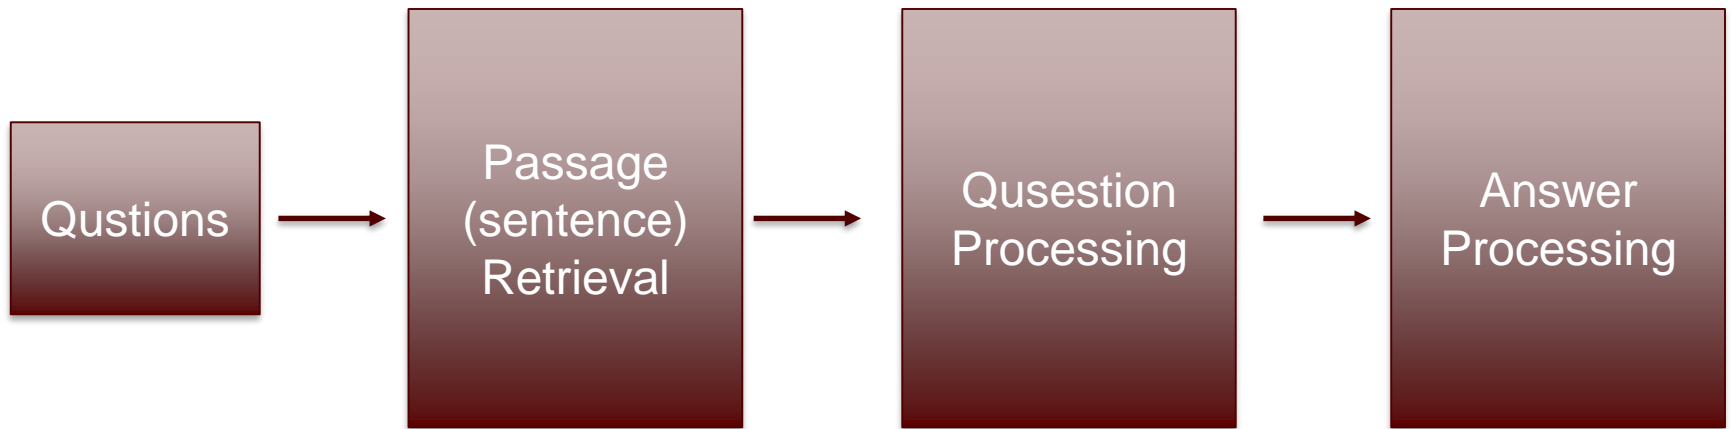 Qustions
Passage
(sentence)
Retrieval
Qusestion
Processing
Answer
Processing